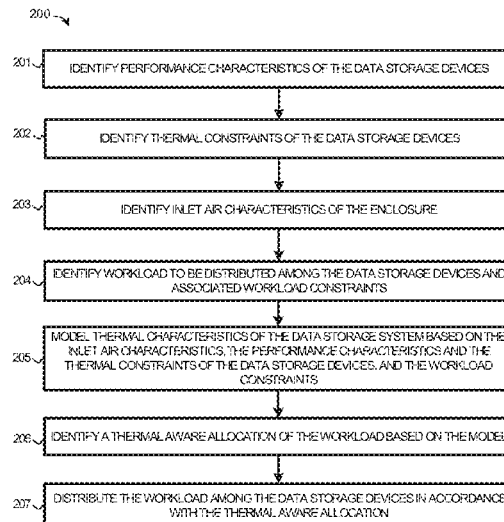 200
201
IDENTIFY PERFORMANCE CHARACTERISTICS OF THE DATA STORAGE DEVICES
202
IDENTIFY THERMAL CONSTRAINTS OF THE DATA STORAGE DEVICES
203
IDENTIFY INLET AIR CHARACTERISTICS OF THE ENCLOSURE
204
IDENTIFY WORKLOAD TO BE DISTRIBUTED AMONG THE DATA STORAGE DEVICES AND
ASSOCIATED WORKLOAD CONSTRAINTS
205
MODEL THERMAL CHARACTERISTICS OF THE DATA STORAGE SYSTEM BASED ON THE
INLET AIR CHARACTERISTICS, THE PERFORMANCE CHARACTERISTICS AND THE
THERMAL CONSTRAINTS OF THE DATA STORAGE DEVICES, AND THE WORKLOAD
CONSTRAINTS
206
IDENTIFY A THERMAL AWARE ALLOCATION OF THE WORKLOAD BASED ON THE MODEL
207
DISTRIBUTE THE WORKLOAD AMONG THE DATA STORAGE DEVICES IN ACCORDANCE
WITH THE THERMAL AWARE ALLOCATION